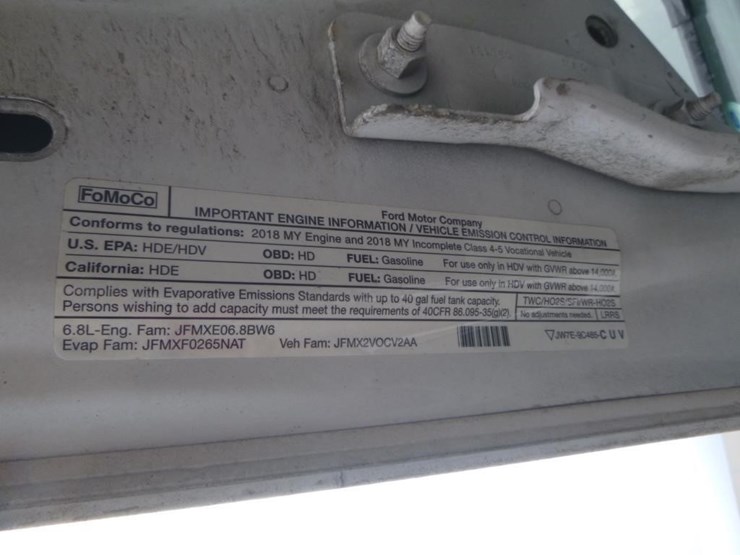 FoMoCo
Ford Motor Company
IMPORTANT ENGINE INFORMATION / VEHICLE EMISSION CONTROL INFORMATION
Conforms to regulations: 2018 MY Engine and 2018 MY Incomplete Class 4-5 Vocational Vehicle
U.S. EPA: HDE/HDV OBD: HD FUEL: Gasoline For use only in HDV with GVWR above 14,000#.
California: HDE OBD: HD FUEL: Gasoline For use only in HDV with GVWR above 14,000#.
Complies with Evaporative Emissions Standards with up to 40 gal fuel tank capacity.
Persons wishing to add capacity must meet the requirements of 40CFR 86.095-35(g)(2).
No adjustments needed.
6.8L-Eng. Fam: JFMXE06.8BW6
Evap Fam: JFMXF0265NAT Veh Fam: JFMX2VOCV2AA
C U V